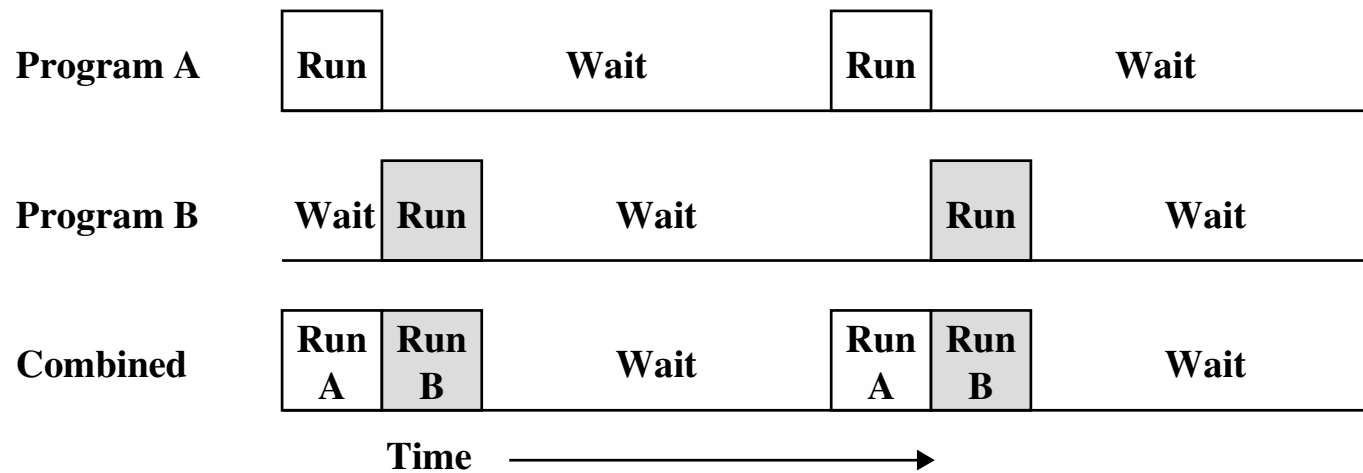 Program A Run Wait Run Wait
Program B Wait Run Wait Run Wait
Combined Run A Run B Wait Run A Run B Wait
Time